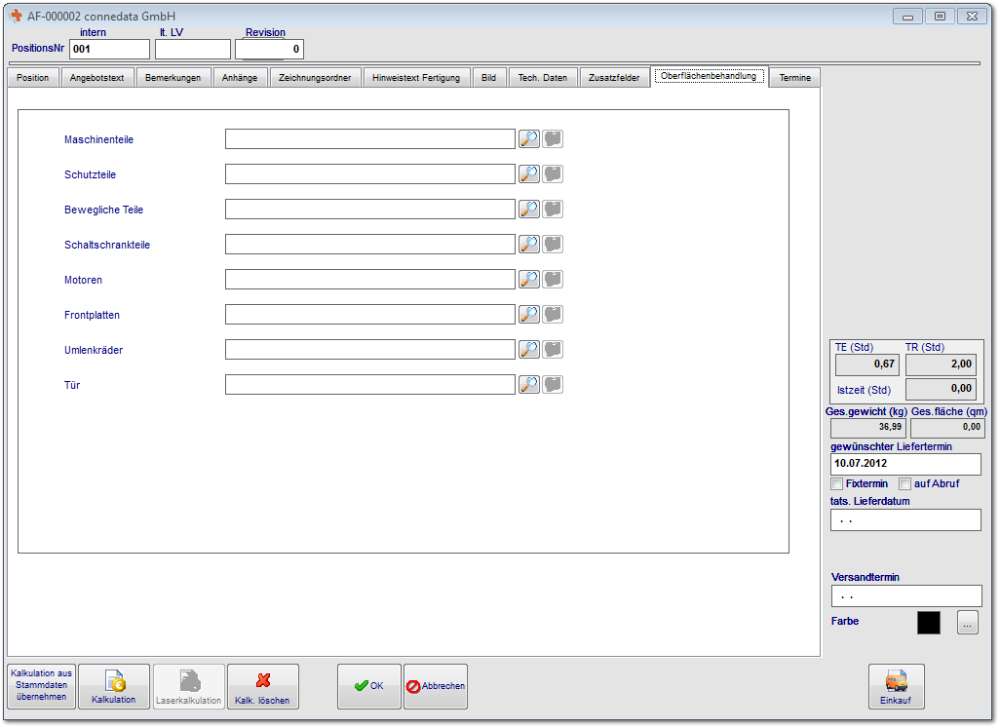 AF-000002 connedata GmbH
intern
lt. LV
Revision
PositionsNr
001
0
Position
Angebotstext
Bemerkungen
Anhänge
Zeichnungsordner
Hinweistext Fertigung
Bild
Tech. Daten
Zusatzfelder
Oberflächenbehandlung
Termine
Maschinenteile
Schutzteile
Bewegliche Teile
Schaltschrankteile
Motoren
Frontplatten
Umlenkräder
Tür
TE (Std)
TR (Std)
0,67
2,00
Istzeit (Std)
0,00
Ges.gewicht (kg)
Ges.fläche (qm)
36,99
0,00
gewünschter Liefertermin
10.07.2012
Fixtermin
auf Abruf
tats. Lieferdatum
. .
Versandtermin
. .
Farbe
...
Kalkulation aus
Stammdaten
übernehmen
Kalkulation
Laserkalkulation
Kalk. löschen
OK
Abbrechen
Einkauf